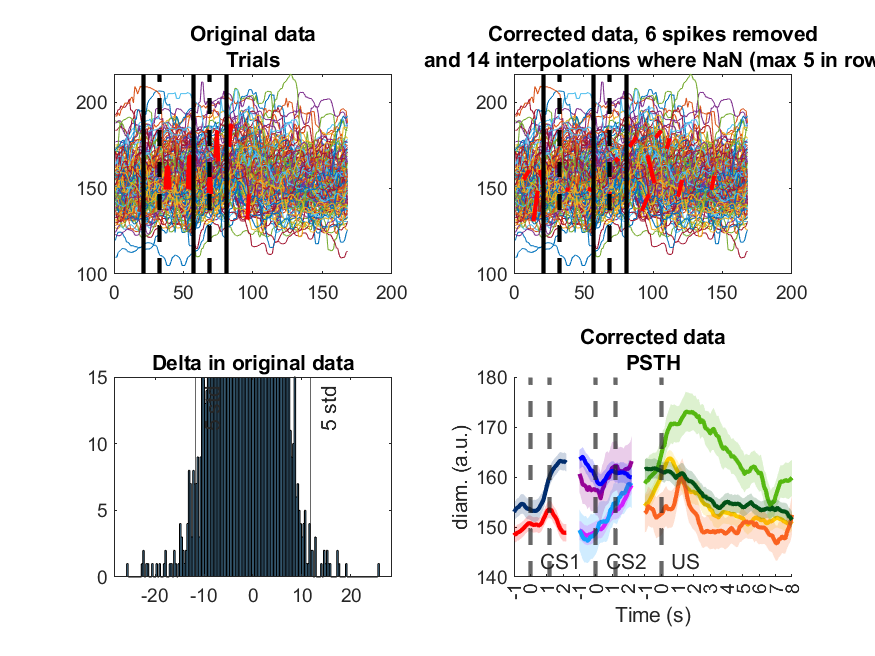 Original data
Trials
200
150
100
0
50
100
150
200
Corrected data, 6 spikes removed
and 14 interpolations where NaN (max 5 in row
200
150
100
0
50
100
150
200
Delta in original data
15
10
5
0
5 std
-20
-10
0
10
20
Corrected data
PSTH
180
170
160
150
140
diam. (a.u.)
CS1
CS2
US
-1 0 1 2 -1 0 1 2 -1 0 1 2 3 4 5 6 7 8
Time (s)